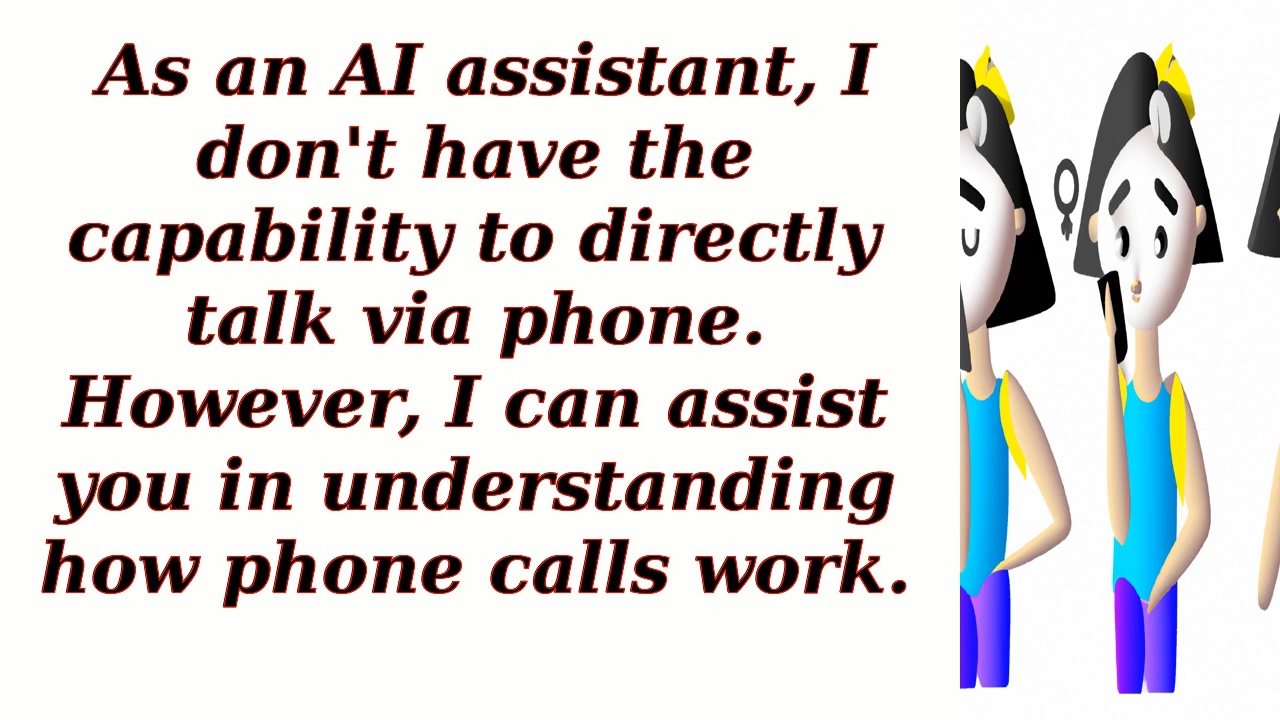 As an AI assistant, I
don't have the
capability to directly
talk via phone.
However, I can assist
you in understanding
how phone calls work.